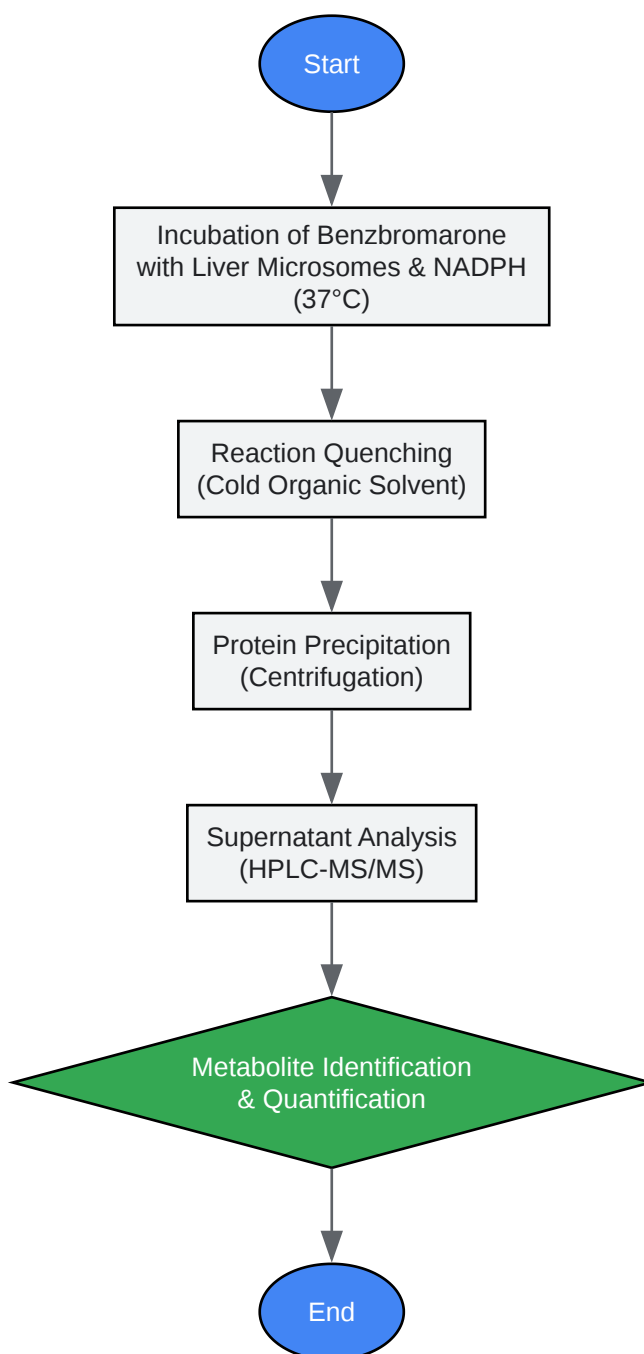 Start
Incubation of Benzbromarone
with Liver Microsomes & NADPH
(37°C)
Reaction Quenching
(Cold Organic Solvent)
Protein Precipitation
(Centrifugation)
Supernatant Analysis
(HPLC-MS/MS)
Metabolite Identification
& Quantification
End